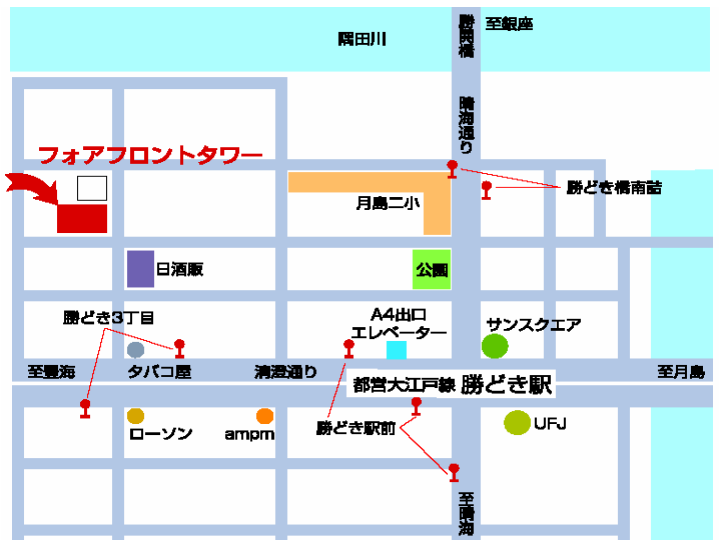 隅田川
勝鬨橋
至銀座
晴海通り
フォアフロントタワー
勝どき橋南詰
月島二小
日酒販
公園
A4出口
エレベーター
サンスクエア
勝どき3丁目
至豊海
タバコ屋
清澄通り
都営大江戸線 勝どき駅
至月島
ローソン
ampm
勝どき駅前
UFJ
至晴海